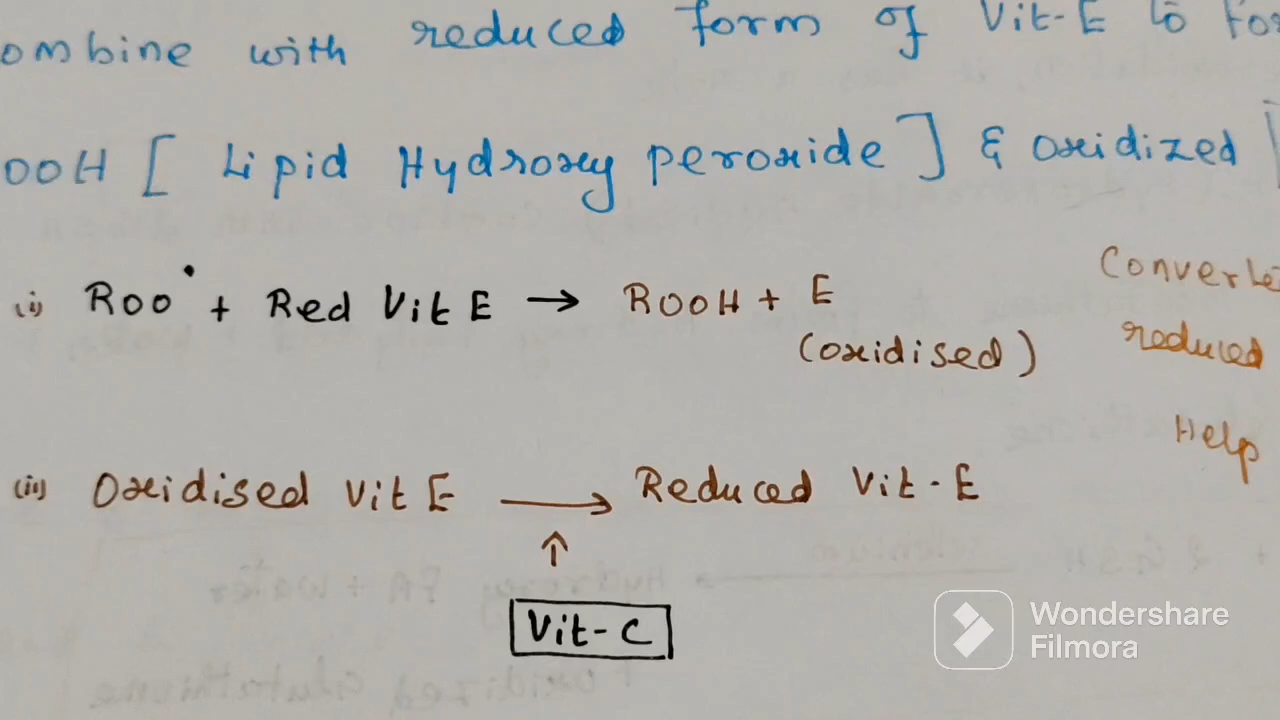 ombine with reduced form of Vit-E to for
OOH [ Lipid Hydroxy peroxide ] & oxidized
(i) ROO• + Red Vit E → ROOH + E
(oxidised)
Converte
reduced
Help
(ii) Oxidised Vit E → Reduced Vit-E
↑
Vit-C
Wondershare
Filmora